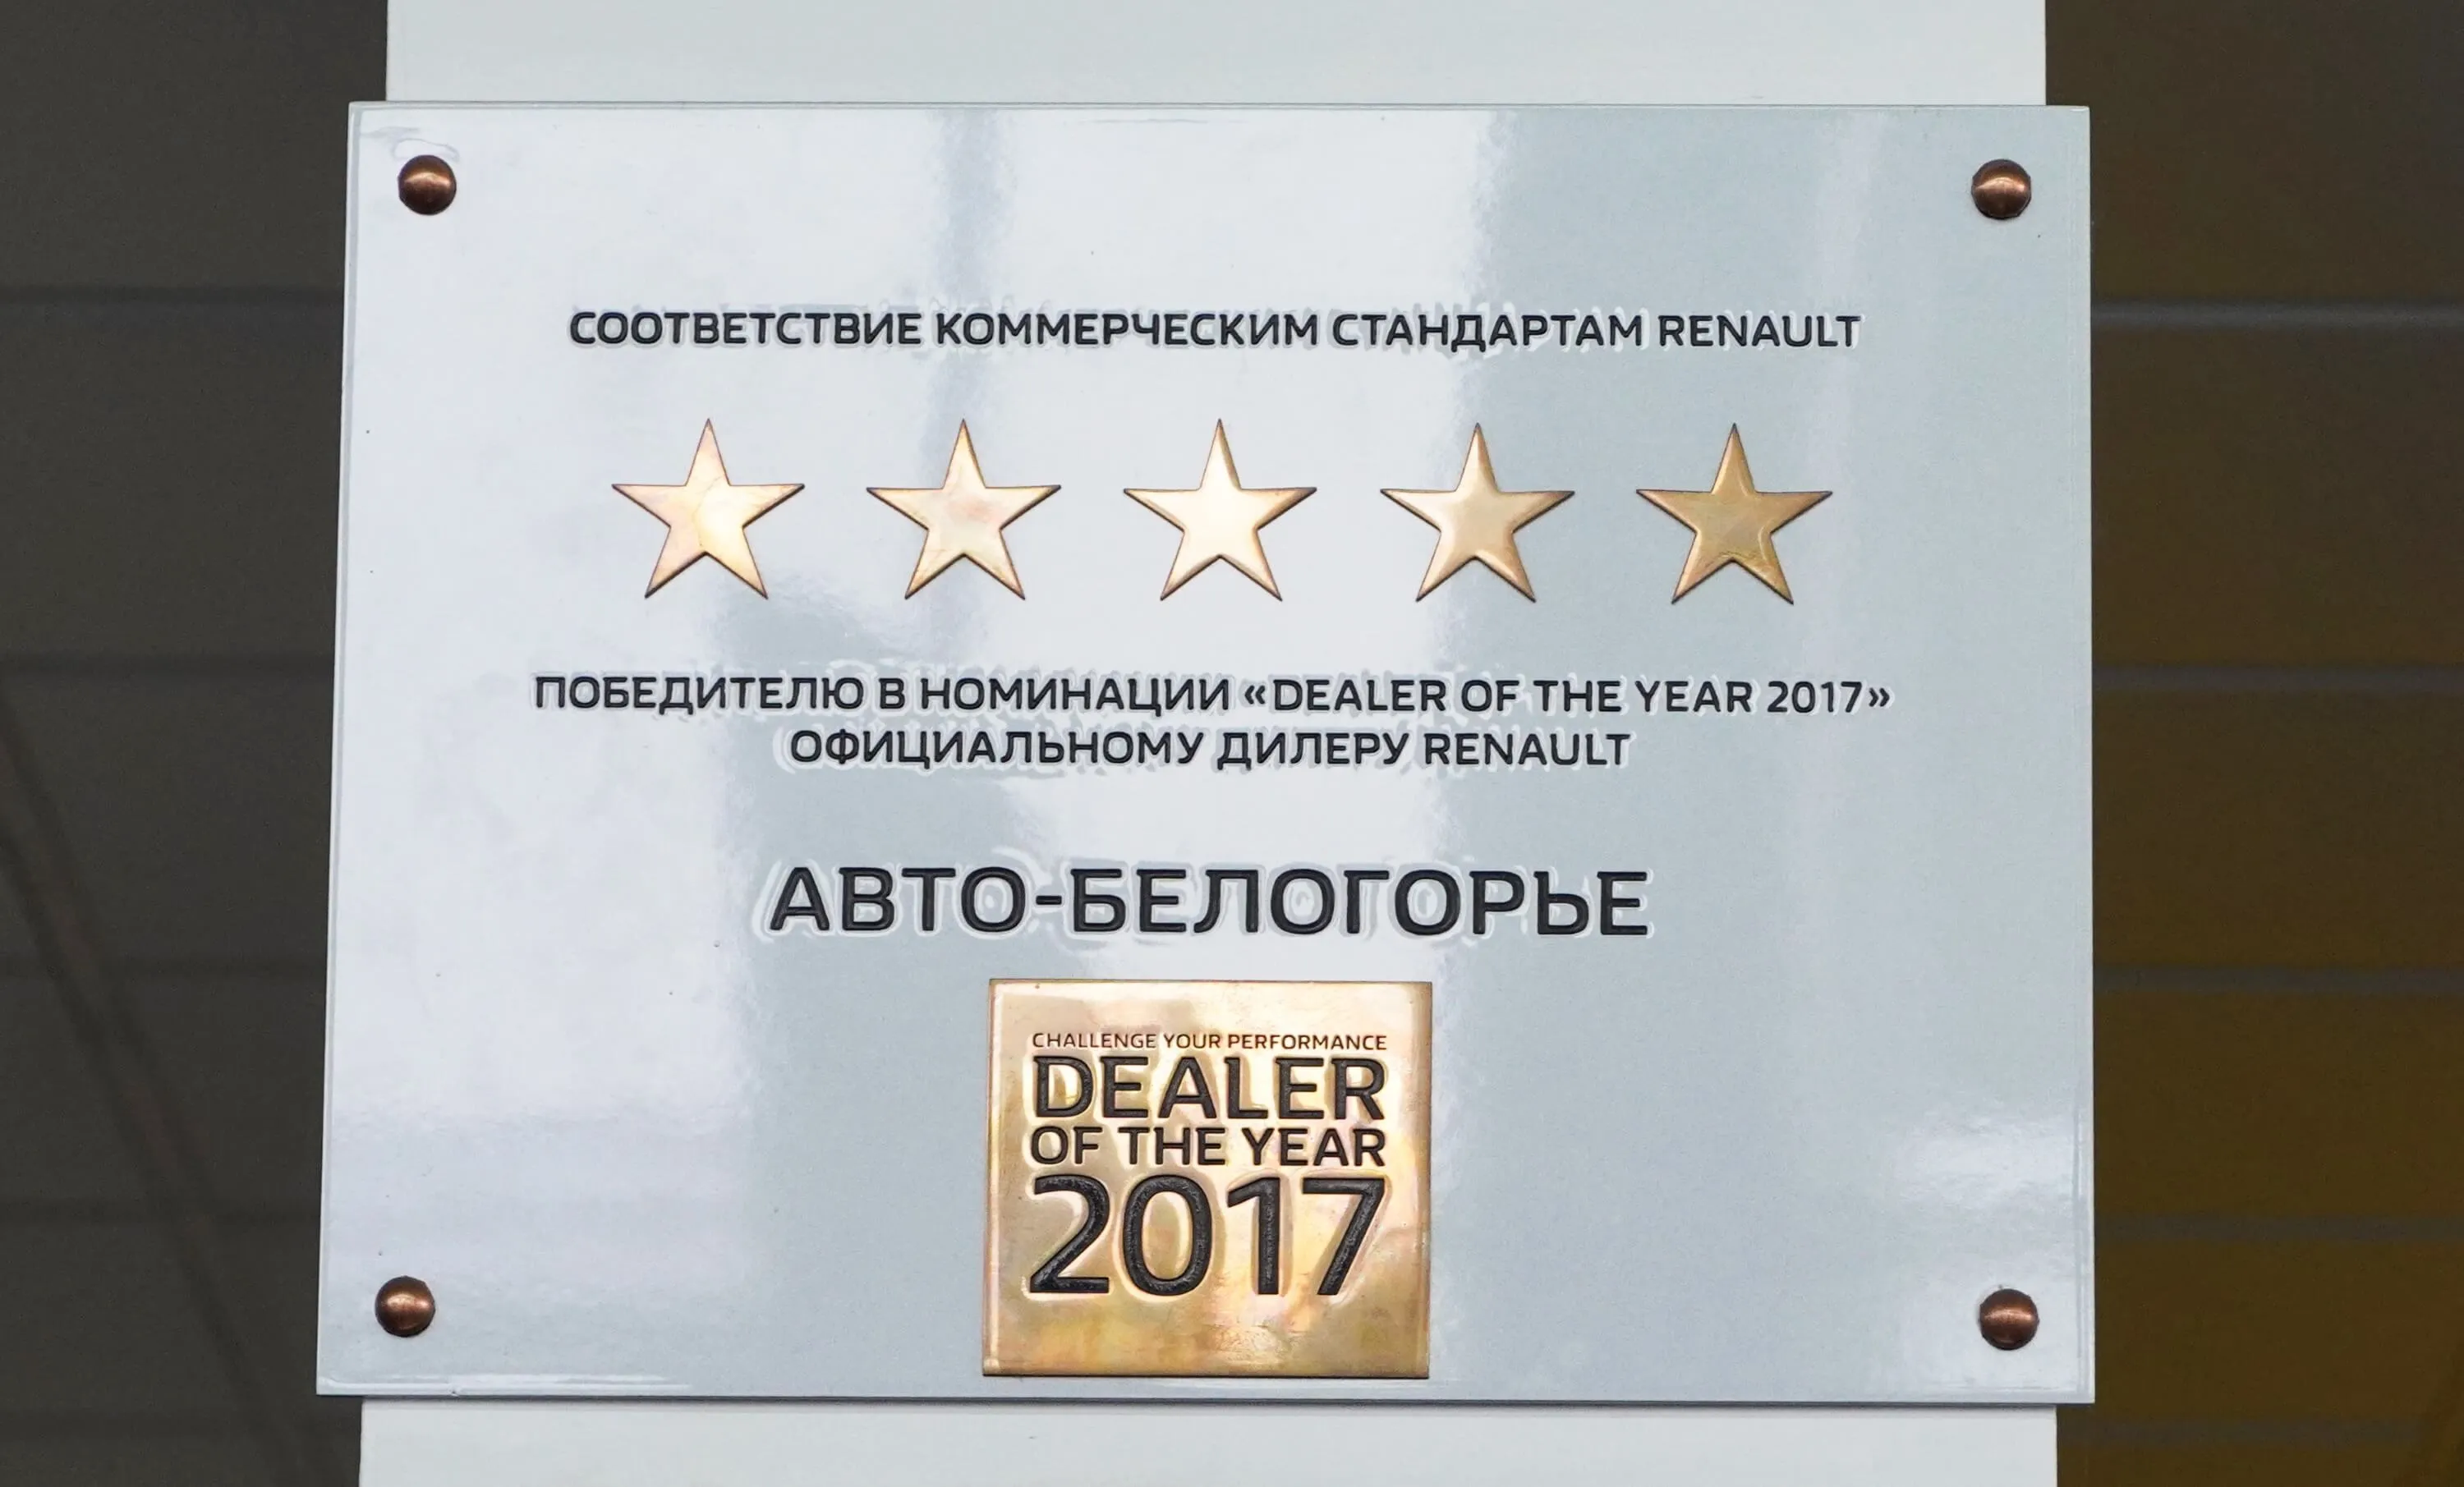 СООТВЕТСТВИЕ КОММЕРЧЕСКИМ СТАНДАРТАМ RENAULT
ПОБЕДИТЕЛЮ В НОМИНАЦИИ «DEALER OF THE YEAR 2017»
ОФИЦИАЛЬНОМУ ДИЛЕРУ RENAULT
АВТО-БЕЛОГОРЬЕ
CHALLENGE YOUR PERFORMANCE
DEALER
OF THE YEAR
2017